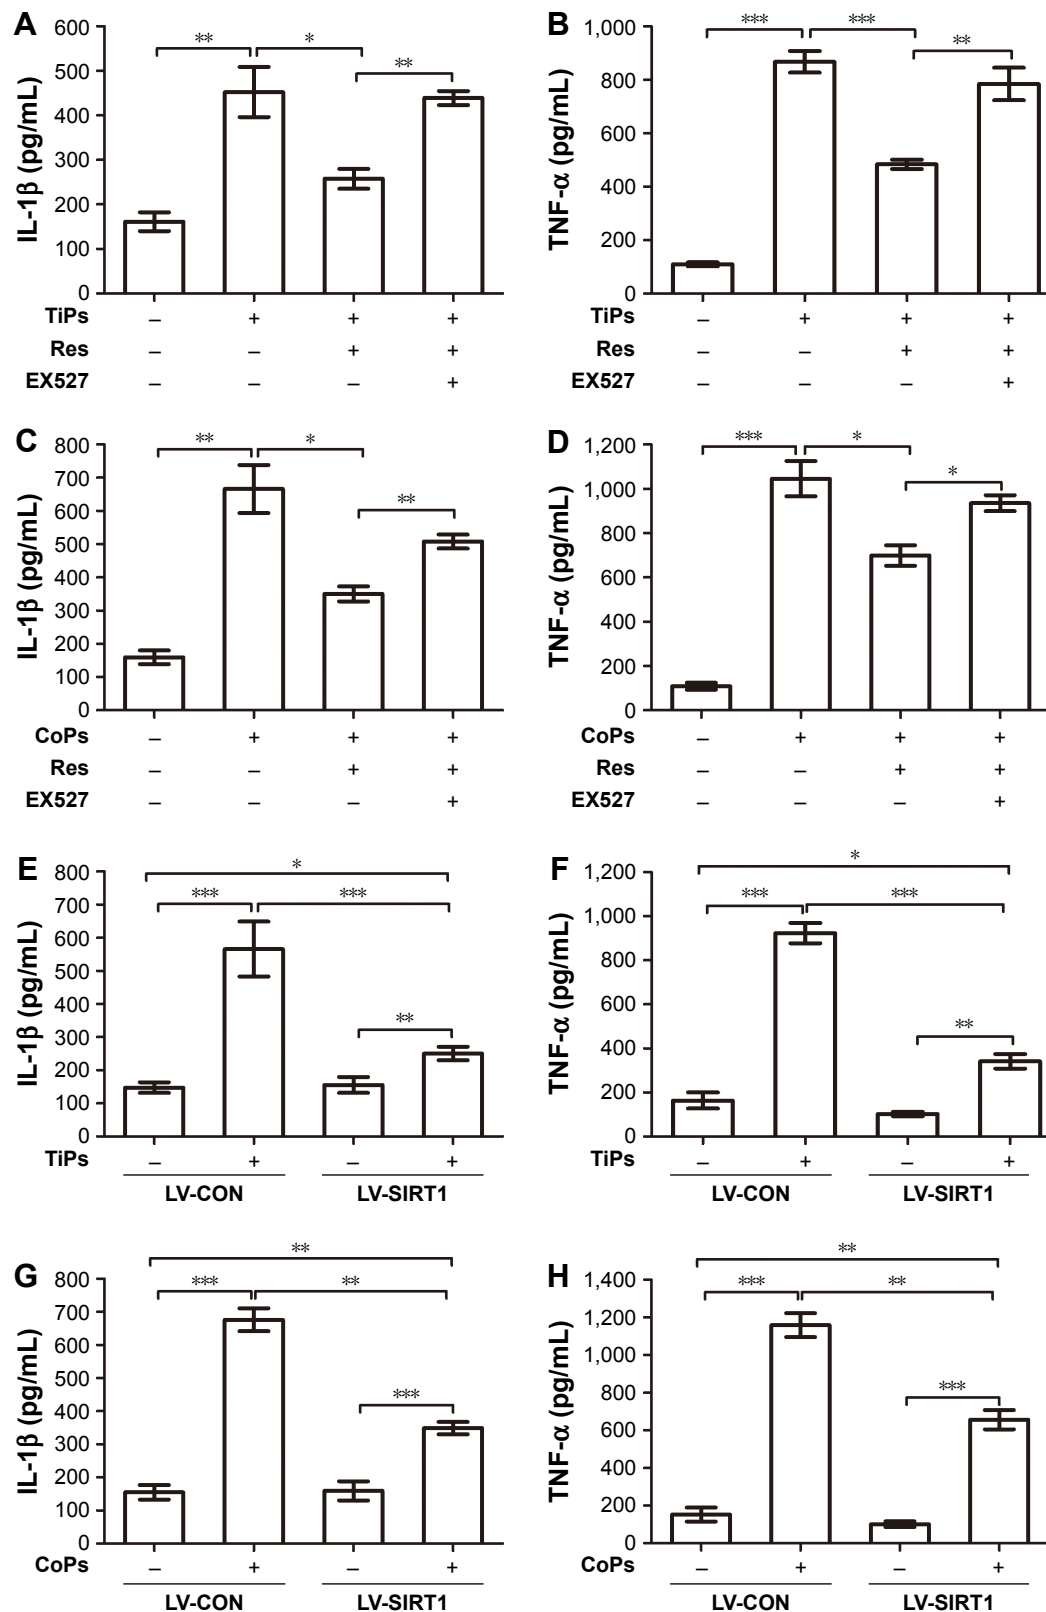 A
IL-1β (pg/mL)
600
500
400
300
200
100
0
**
*
**
TiPs – + + +
Res – – + +
EX527 – – – +
B
TNF-α (pg/mL)
1,000
800
600
400
200
0
***
***
**
TiPs – + + +
Res – – + +
EX527 – – – +
C
IL-1β (pg/mL)
800
700
600
500
400
300
200
100
0
**
*
**
CoPs – + + +
Res – – + +
EX527 – – – +
D
TNF-α (pg/mL)
1,200
1,000
800
600
400
200
0
***
*
*
CoPs – + + +
Res – – + +
EX527 – – – +
E
IL-1β (pg/mL)
800
700
600
500
400
300
200
100
0
*
***
***
**
TiPs – + – +
LV-CON LV-SIRT1
F
TNF-α (pg/mL)
1,200
1,000
800
600
400
200
0
*
***
***
**
TiPs – + – +
LV-CON LV-SIRT1
G
IL-1β (pg/mL)
800
700
600
500
400
300
200
100
0
**
***
**
***
CoPs – + – +
LV-CON LV-SIRT1
H
TNF-α (pg/mL)
1,400
1,200
1,000
800
600
400
200
0
**
***
**
***
CoPs – + – +
LV-CON LV-SIRT1